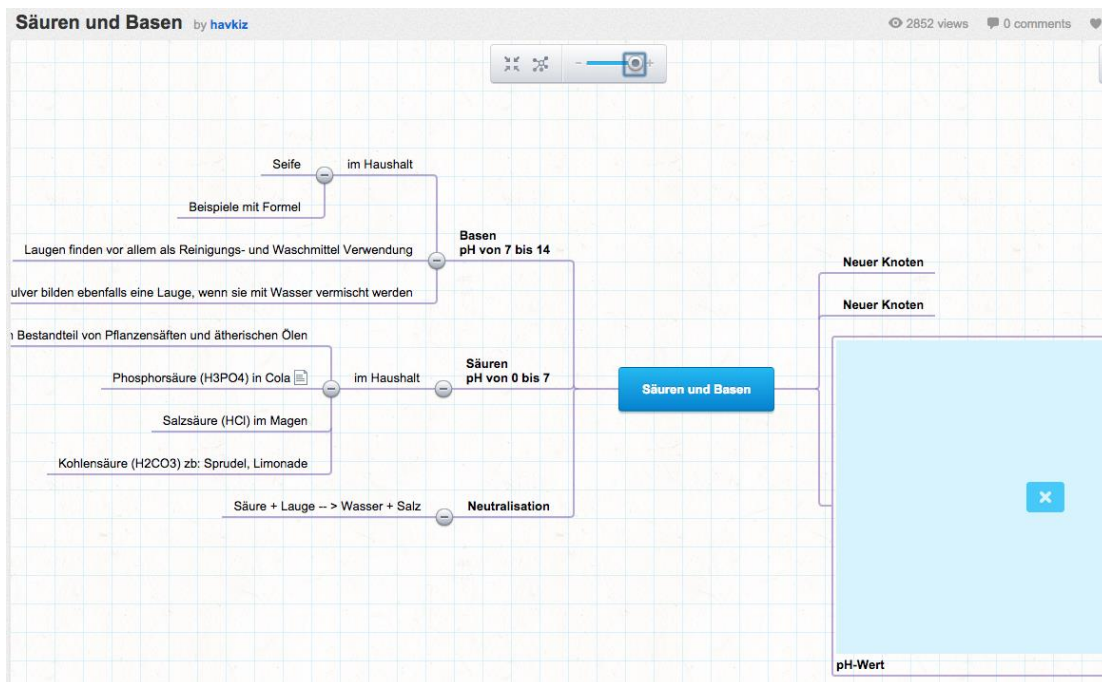 Säuren und Basen by havkiz
2852 views 0 comments
Seife
im Haushalt
Beispiele mit Formel
Laugen finden vor allem als Reinigungs- und Waschmittel Verwendung
bilden ebenfalls eine Lauge, wenn sie mit Wasser vermischt werden
Basen
pH von 7 bis 14
Bestandteil von Pflanzensäften und ätherischen Ölen
Phosphorsäure (H3PO4) in Cola
Salzsäure (HCl) im Magen
Kohlensäure (H2CO3) zb: Sprudel, Limonade
im Haushalt
Säuren
pH von 0 bis 7
Säure + Lauge -- > Wasser + Salz
Neutralisation
Säuren und Basen
Neuer Knoten
Neuer Knoten
pH-Wert